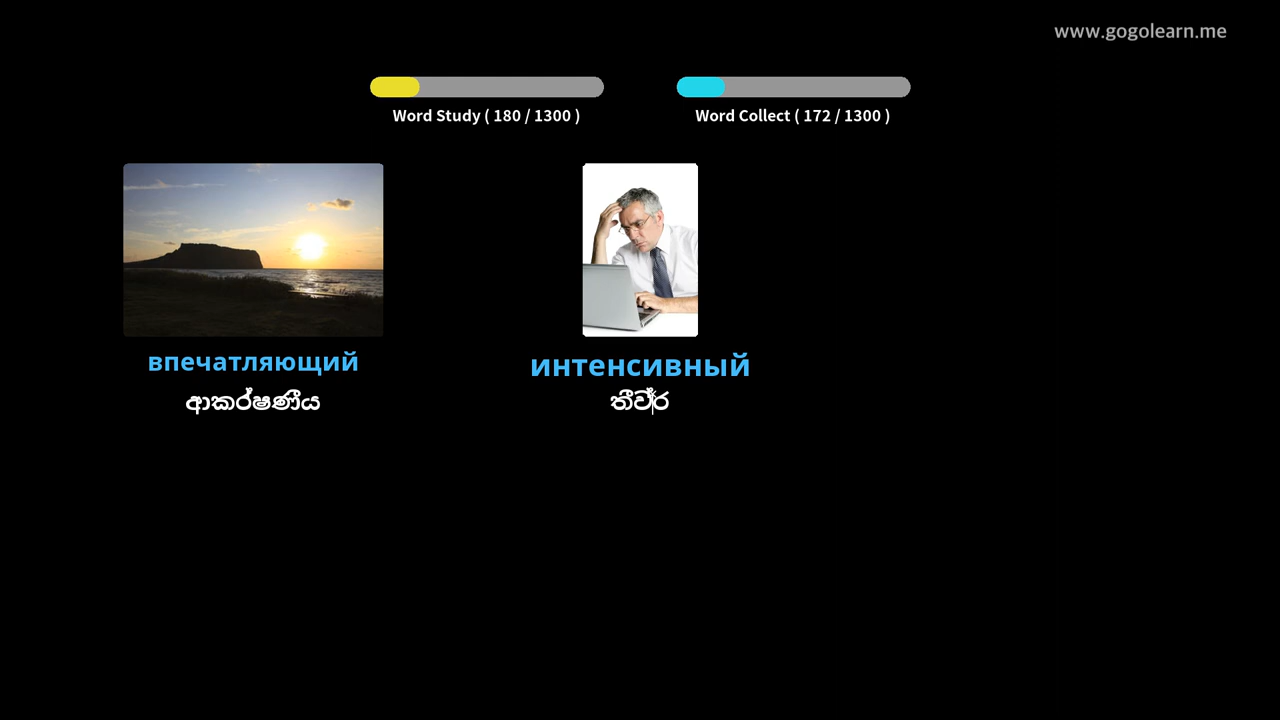 www.gogolearn.me
Word Study ( 180 / 1300 )
Word Collect ( 172 / 1300 )
впечатляющий
ආකර්ෂණීය
интенсивный
තීව්‍ර